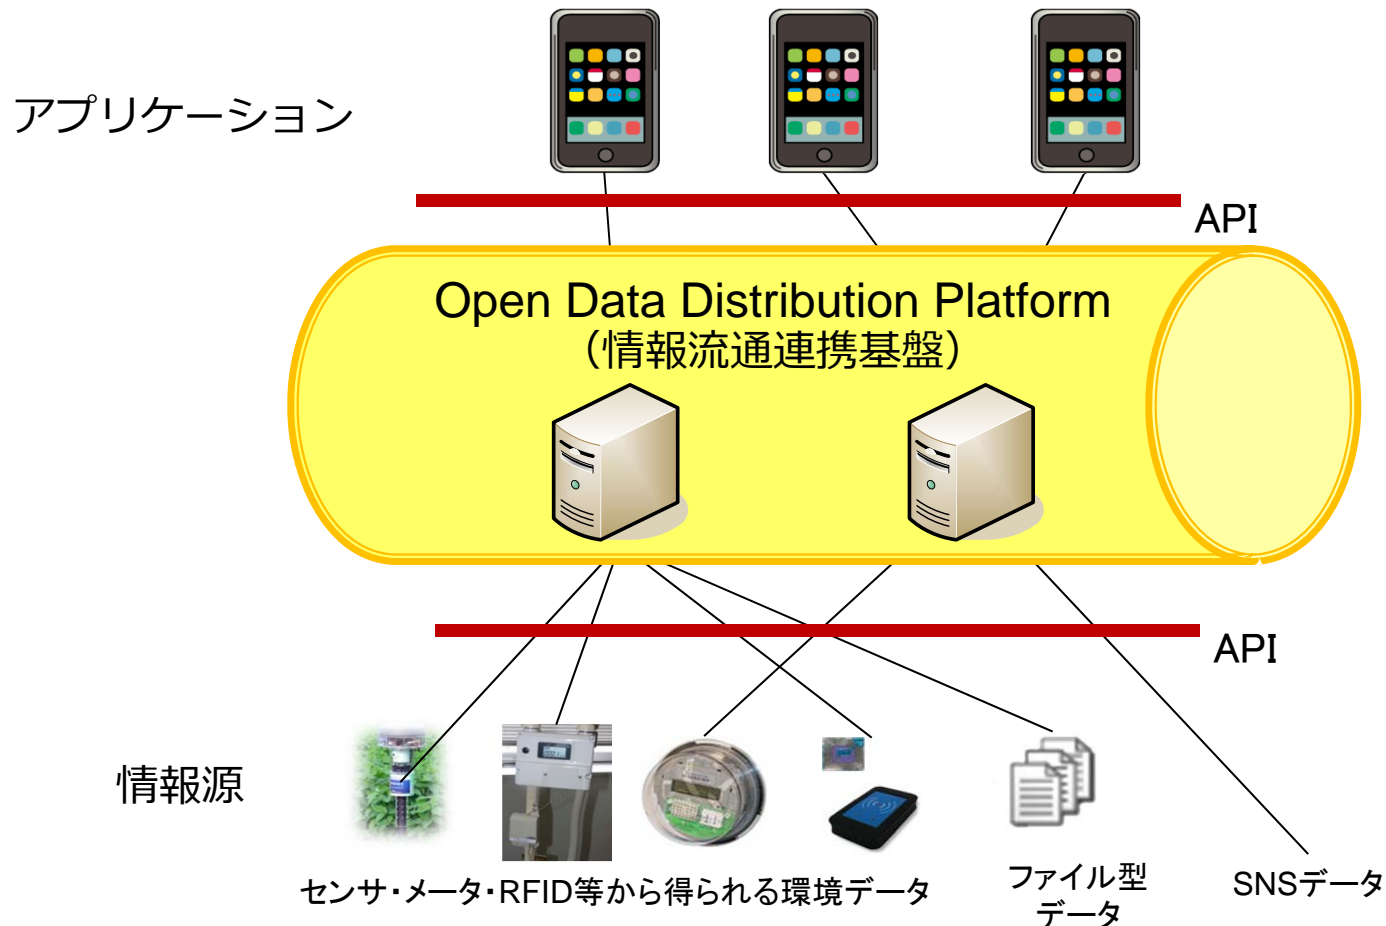 アプリケーション
API
Open Data Distribution Platform
（情報流通連携基盤）
API
情報源
センサ・メータ・RFID等から得られる環境データ
ファイル型
データ
SNSデータ